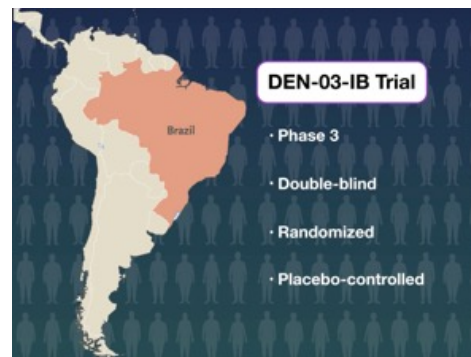 DEN-03-IB Trial
Brazil
· Phase 3
· Double-blind
· Randomized
· Placebo-controlled